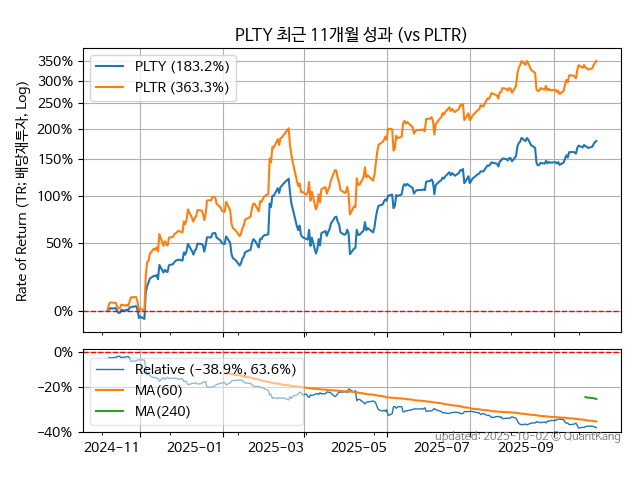 PLTY 최근 11개월 성과 (vs PLTR)
Rate of Return (TR: 배당재투자, Log)
350%
300%
250%
200%
150%
100%
50%
0%
PLTY (183.2%)
PLTR (363.3%)
0%
−20%
−40%
Relative (−38.9%, 63.6%)
MA(60)
MA(240)
2024−11
2025−01
2025−03
2025−05
2025−07
2025−09
updated: 2025-10-02 © QuantKang